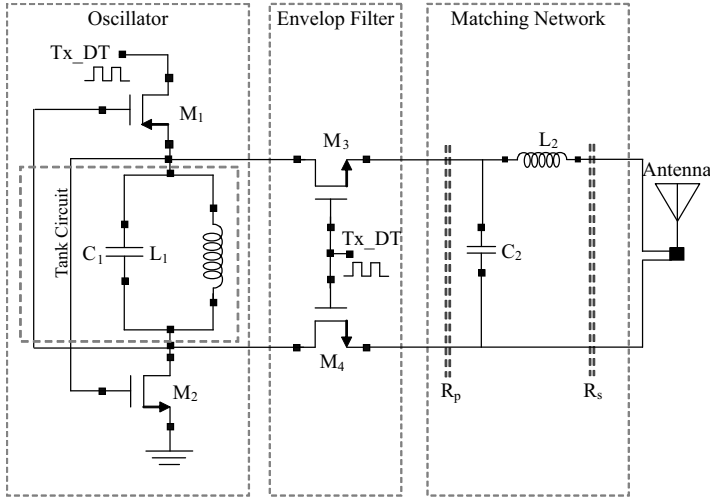 Oscillator
Envelop Filter
Matching Network
Tx_DT
M1
M3
L2
Antenna
Tank Circuit
C1
L1
Tx_DT
C2
M4
M2
Rp
Rs